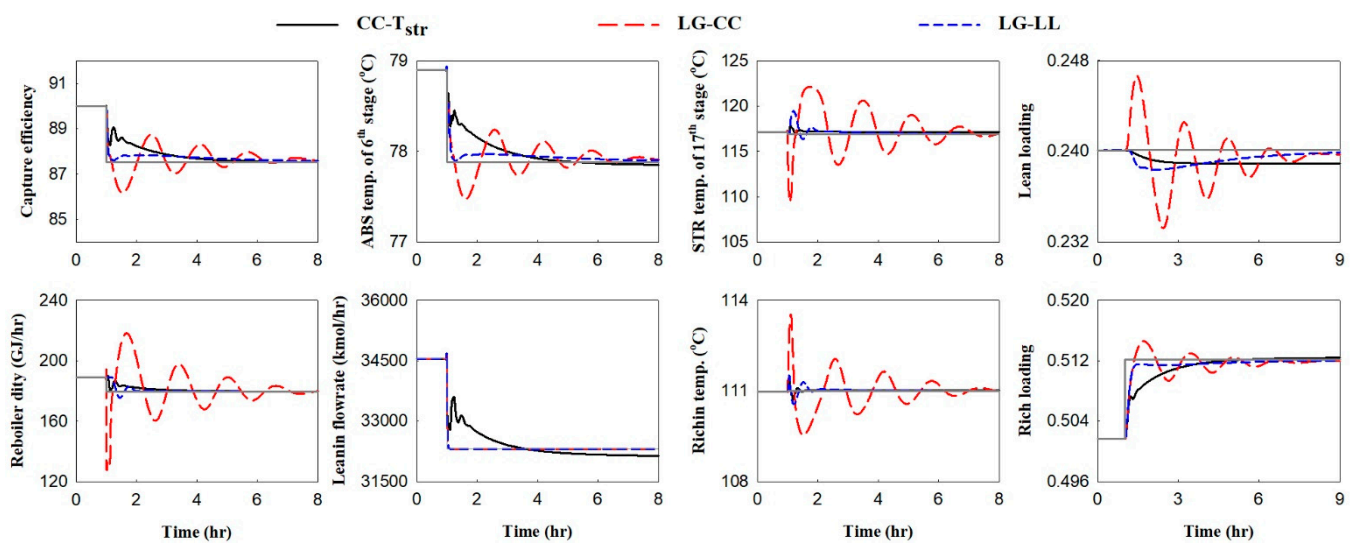 CC-Tstr LG-CC LG-LL
Capture efficiency
91
89
87
85
0 2 4 6 8
ABS temp. of 6th stage (°C)
79
78
77
0 2 4 6 8
STR temp. of 17th stage (°C)
125
120
115
110
105
0 2 4 6 8
Lean loading
0.248
0.240
0.232
0 3 6 9
Reboiler dity (GJ/hr)
240
200
160
120
0 2 4 6 8
Time (hr)
Leanin flowrate (kmol/hr)
36000
34500
33000
31500
0 2 4 6 8
Time (hr)
Richin temp. (°C)
114
111
108
0 2 4 6 8
Time (hr)
Rich loading
0.520
0.512
0.504
0.496
0 3 6 9
Time (hr)